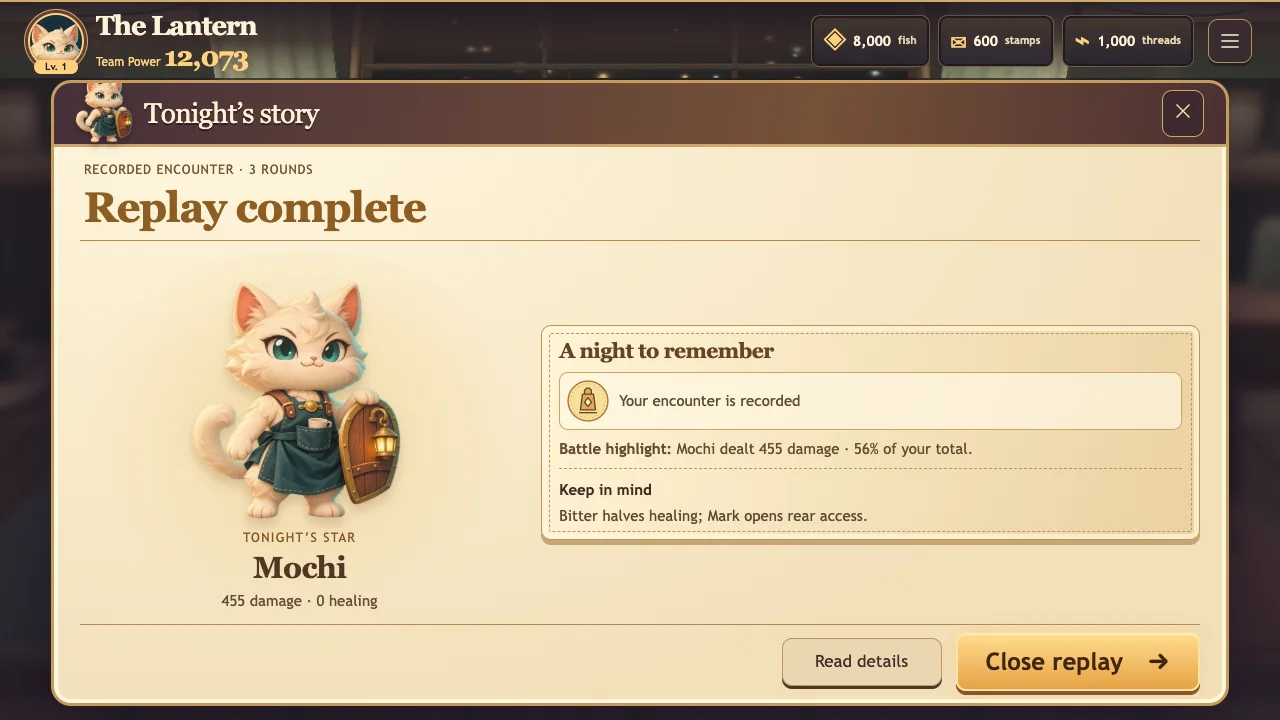 The Lantern
Team Power 12,073
Lv. 1
8,000 fish
600 stamps
1,000 threads
Tonight’s story
RECORDED ENCOUNTER · 3 ROUNDS
Replay complete
TONIGHT’S STAR
Mochi
455 damage · 0 healing
A night to remember
Your encounter is recorded
Battle highlight: Mochi dealt 455 damage · 56% of your total.
Keep in mind
Bitter halves healing; Mark opens rear access.
Read details
Close replay